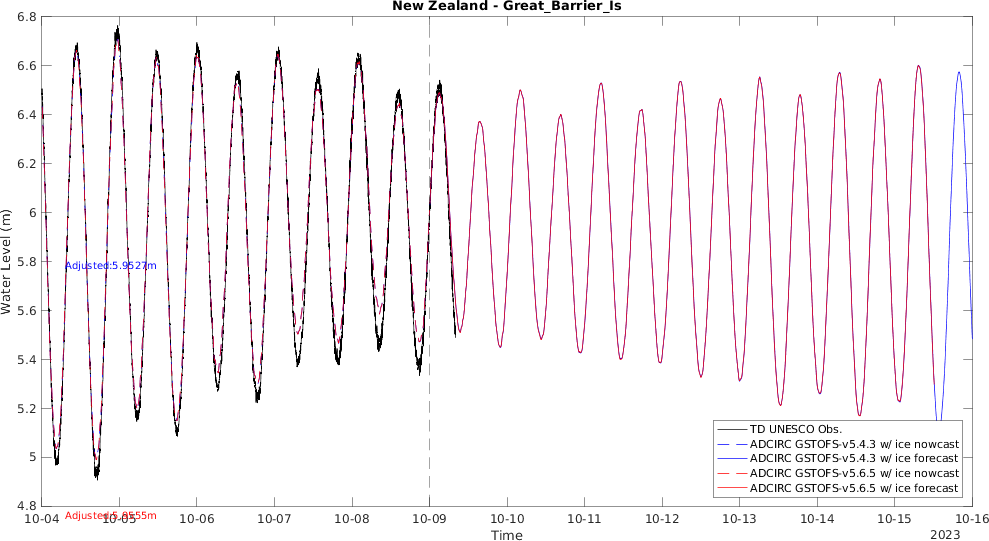 New Zealand - Great_Barrier_Is
6.8
6.6
6.4
6.2
6
5.8
5.6
5.4
5.2
5
4.8
Water Level (m)
Adjusted:5.9527m
TD UNESCO Obs.
ADCIRC GSTOFS-v5.4.3 w/ ice nowcast
ADCIRC GSTOFS-v5.4.3 w/ ice forecast
ADCIRC GSTOFS-v5.6.5 w/ ice nowcast
ADCIRC GSTOFS-v5.6.5 w/ ice forecast
10-04 10-05 10-06 10-07 10-08 10-09 10-10 10-11 10-12 10-13 10-14 10-15 10-16
Time
2023